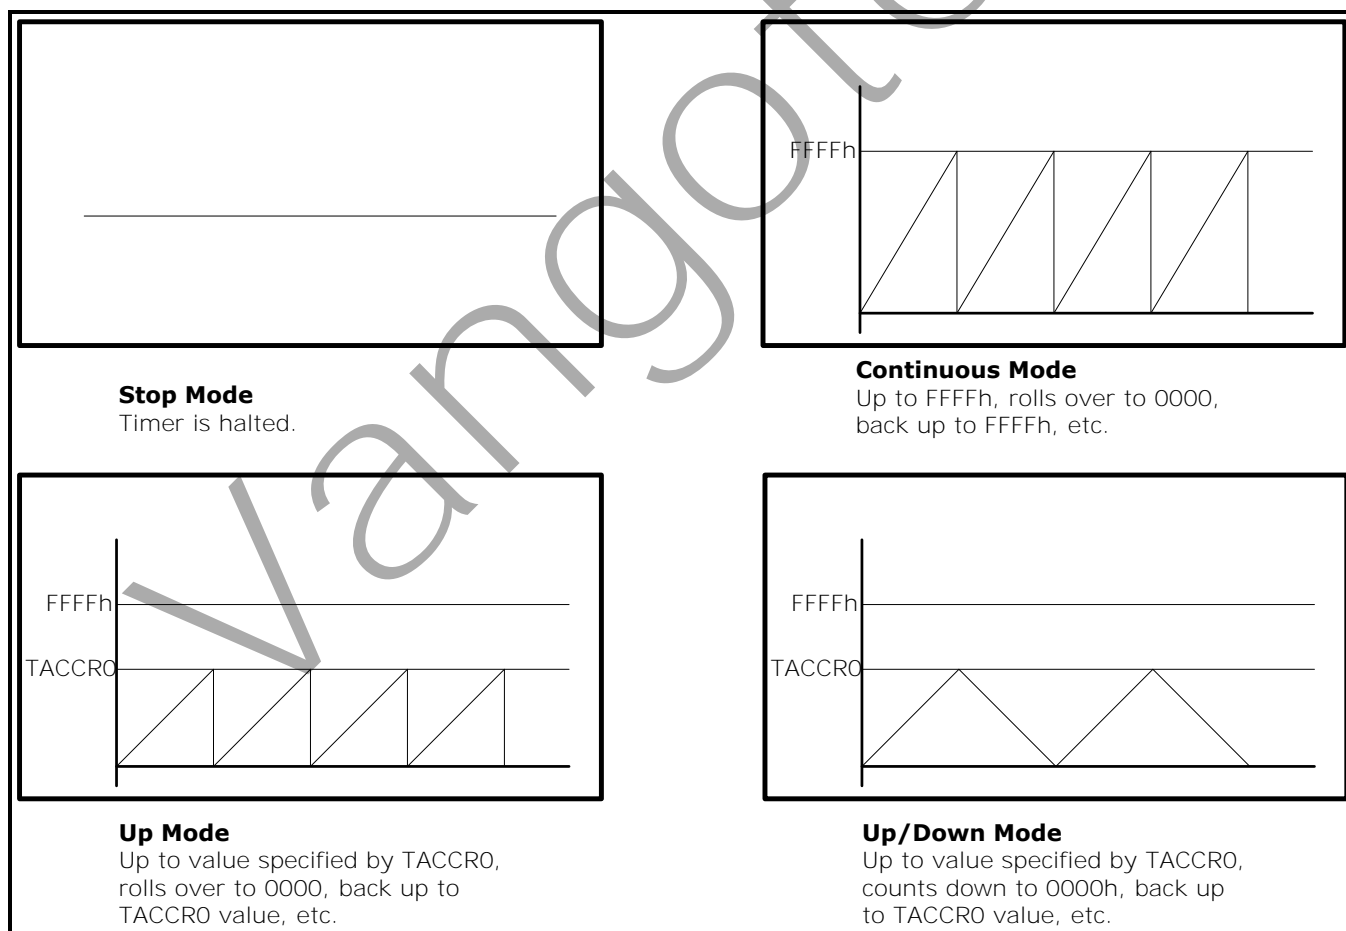 FFFFh
Stop Mode
Timer is halted.
Continuous Mode
Up to FFFFh, rolls over to 0000,
back up to FFFFh, etc.
FFFFh
TACCR0
FFFFh
TACCR0
Up Mode
Up to value specified by TACCR0,
rolls over to 0000, back up to
TACCR0 value, etc.
Up/Down Mode
Up to value specified by TACCR0,
counts down to 0000h, back up
to TACCR0 value, etc.